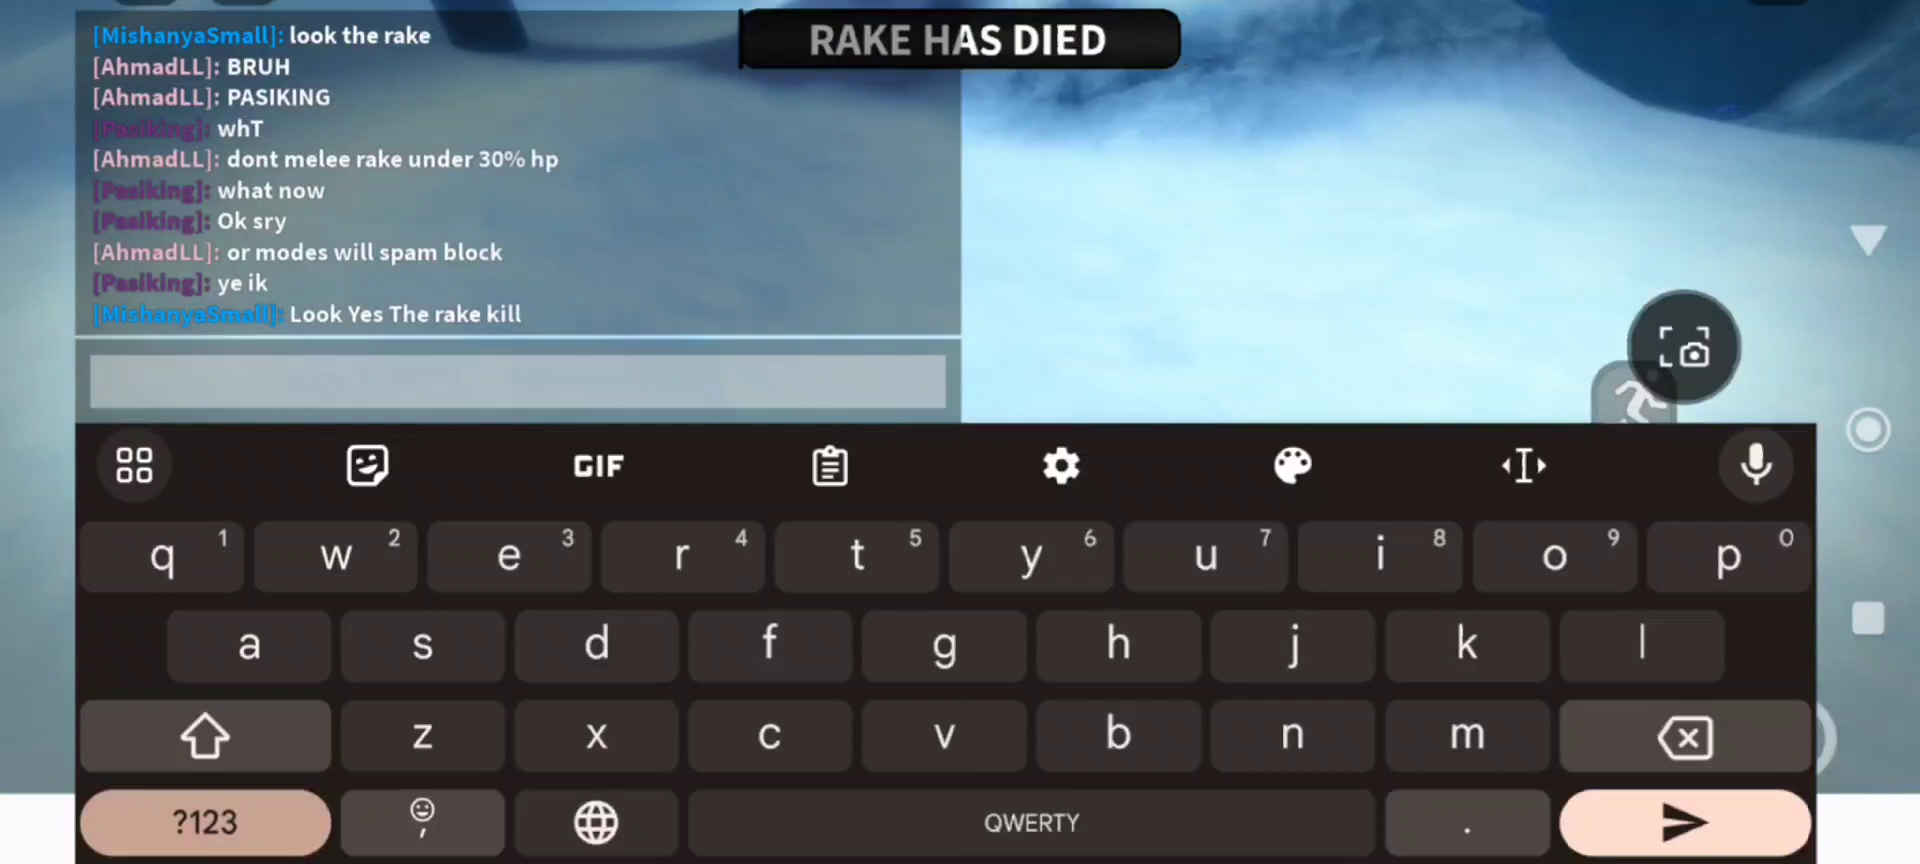 RAKE HAS DIED
[MishanyaSmall]: look the rake
[AhmadLL]: BRUH
[AhmadLL]: PASIKING
[Pasiking]: whT
[AhmadLL]: dont melee rake under 30% hp
[Pasiking]: what now
[Pasiking]: Ok sry
[AhmadLL]: or modes will spam block
[Pasiking]: ye ik
[MishanyaSmall]: Look Yes The rake kill
GIF
q 1 w 2 e 3 r 4 t 5 y 6 u 7 i 8 o 9 p 0
a s d f g h j k l
z x c v b n m
?123 , QWERTY .